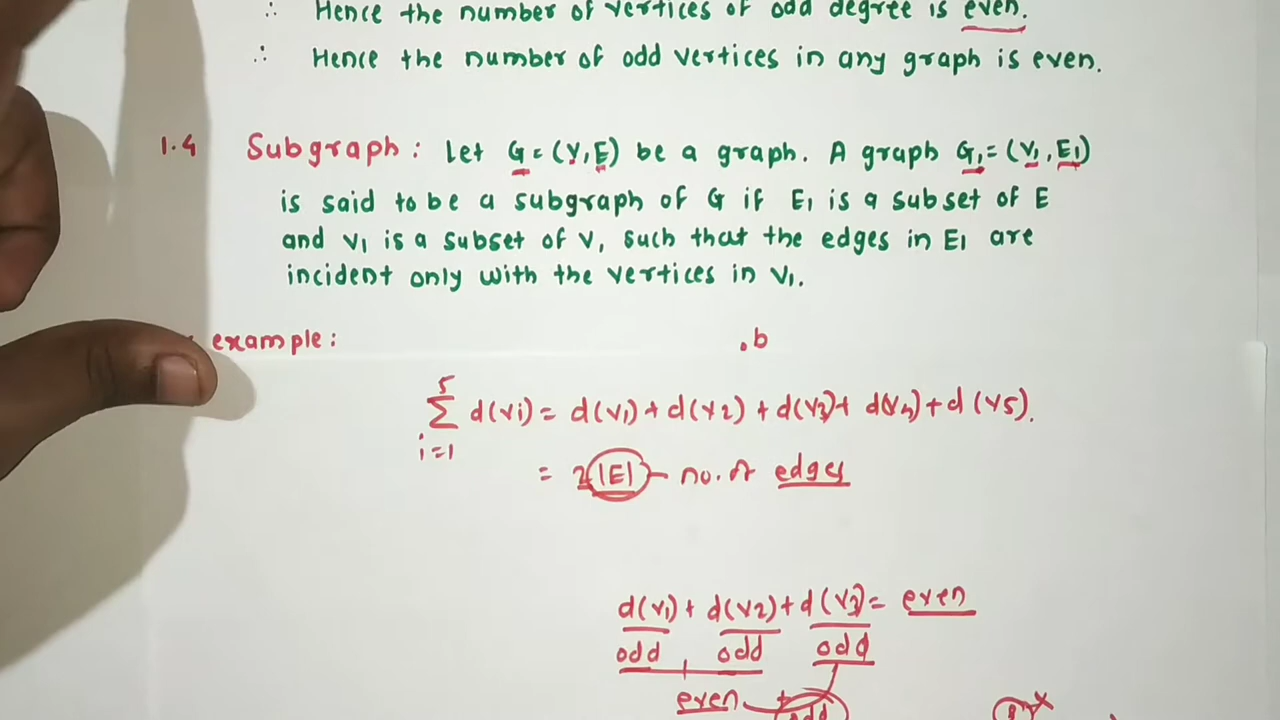 ∴ Hence the number of vertices of odd degree is even.
∴ Hence the number of odd vertices in any graph is even.
1.4 Subgraph: Let G = (V, E) be a graph. A graph G₁ = (V₁, E₁)
is said to be a subgraph of G if E₁ is a subset of E
and V₁ is a subset of V, such that the edges in E₁ are
incident only with the vertices in V₁.
example:
.b
5
∑ d(vi) = d(v1) + d(v2) + d(v3) + d(v4) + d(v5).
i=1
= 2|E| – no. of edges
d(v1) + d(v2) + d(v3) = even
odd odd odd
even + odd